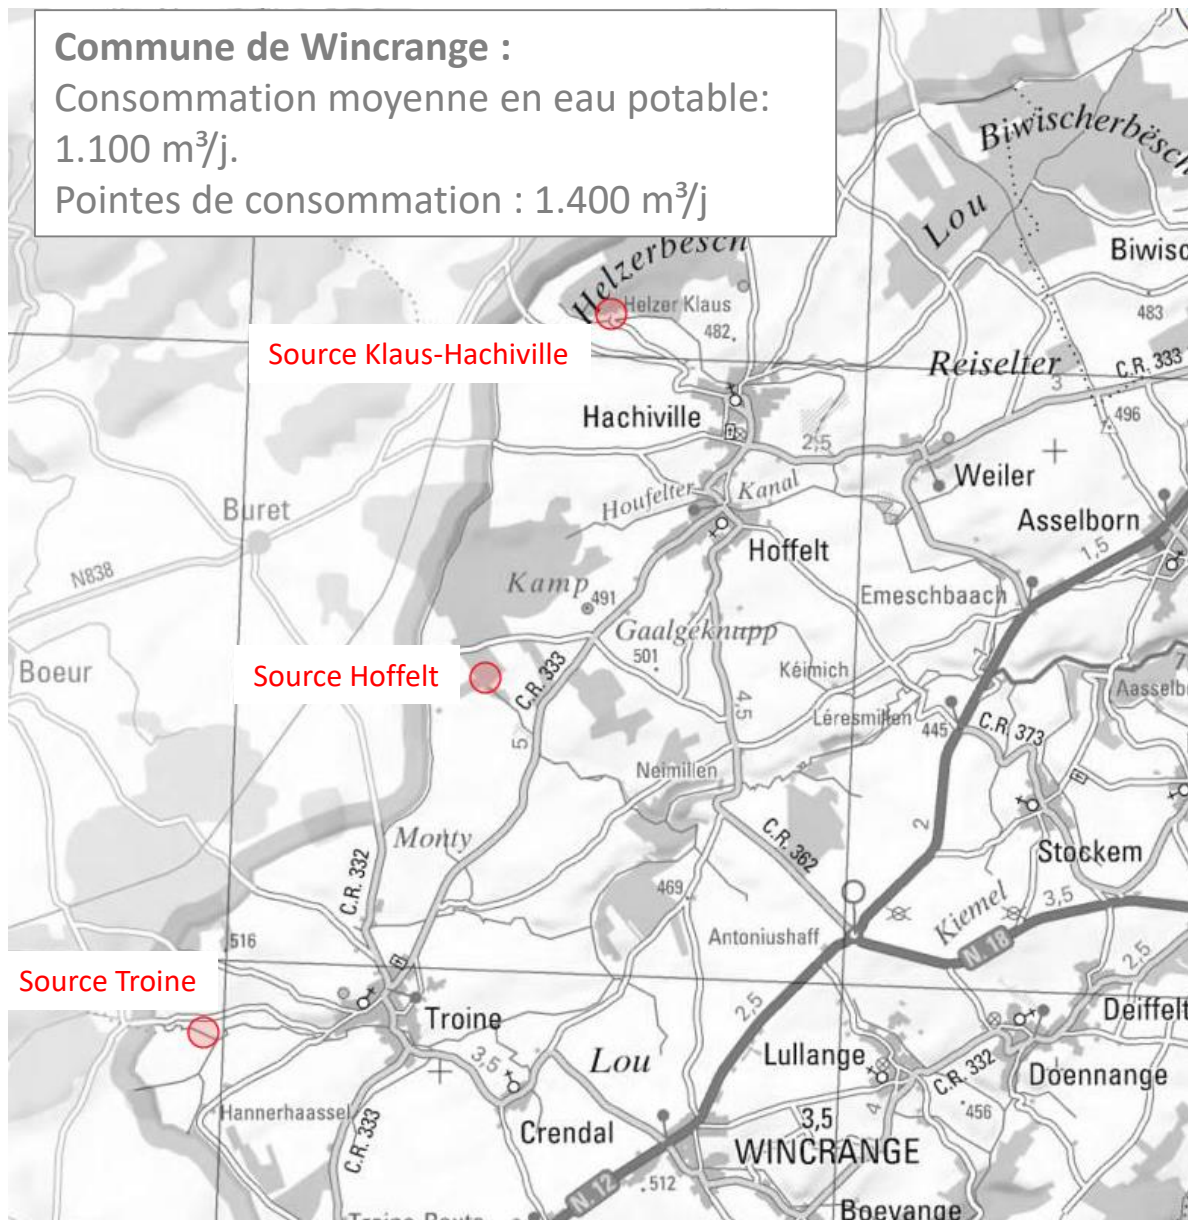 Commune de Wincrange :
Consommation moyenne en eau potable:
1.100 m³/j.
Pointes de consommation : 1.400 m³/j
Biwischerbësch
Lou
Biwisc
Helzerbësch
Helzer Klaus
482
483
Source Klaus-Hachiville
Reiselter
C.R. 333
3
496
Hachiville
2,5
Weiler
Houfelter Kanal
Buret
Asselborn
1,5
Hoffelt
N838
Kamp
491
Emeschbaach
Gaalgeknupp
501
Kéimich
Boeur
Source Hoffelt
C.R. 333
4,5
1
Aasselb
Léresmillen
445
C.R. 373
5
Neimillen
Monty
C.R. 362
2
Stockem
C.R. 332
469
Kiemel
3,5
Antoniushaff
516
N. 18
2,5
Source Troine
2,5
Deiffelt
Troine
Lou
Lullange
3,5
C.R. 332
Doennange
Hannerhaassel
C.R. 333
4
456
Crendal
3,5
WINCRANGE
N. 12
512
Boevange
Troine-Route